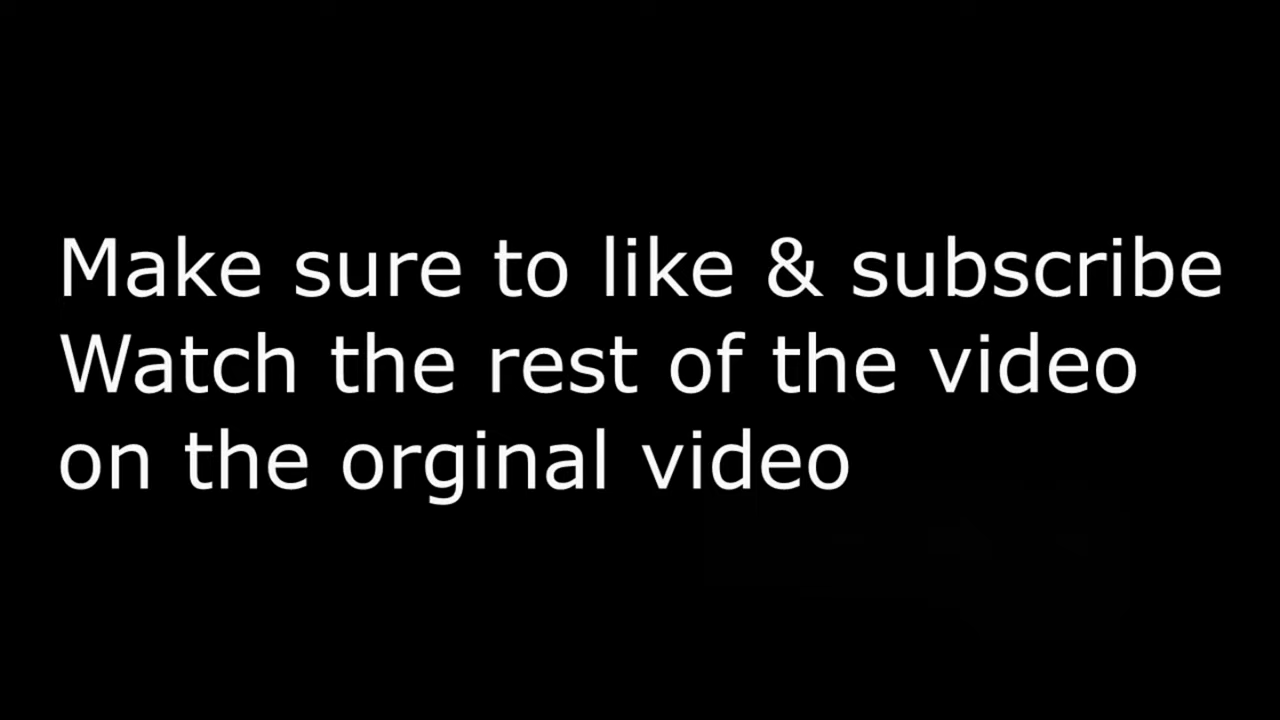 Make sure to like & subscribe
Watch the rest of the video
on the orginal video